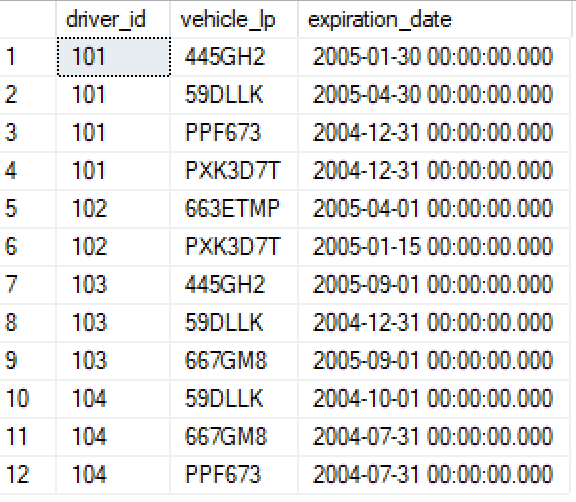 driver_id vehicle_lp expiration_date
1 101 445GH2 2005-01-30 00:00:00.000
2 101 59DLLK 2005-04-30 00:00:00.000
3 101 PPF673 2004-12-31 00:00:00.000
4 101 PXK3D7T 2004-12-31 00:00:00.000
5 102 663ETMP 2005-04-01 00:00:00.000
6 102 PXK3D7T 2005-01-15 00:00:00.000
7 103 445GH2 2005-09-01 00:00:00.000
8 103 59DLLK 2004-12-31 00:00:00.000
9 103 667GM8 2005-09-01 00:00:00.000
10 104 59DLLK 2004-10-01 00:00:00.000
11 104 667GM8 2004-07-31 00:00:00.000
12 104 PPF673 2004-07-31 00:00:00.000